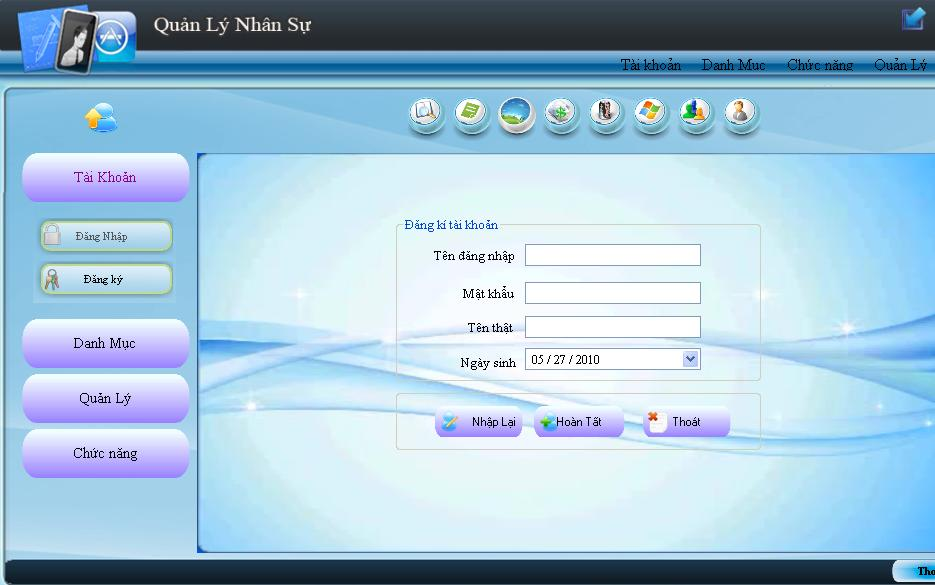 Quản Lý Nhân Sự
Tài khoản Danh Mục Chức năng Quản Lý
Tài Khoản
Đăng Nhập
Đăng ký
Danh Mục
Quản Lý
Chức năng
Đăng kí tài khoản
Tên đăng nhập
Mật khẩu
Tên thật
Ngày sinh 05 / 27 / 2010
Nhập Lại Hoàn Tất Thoát